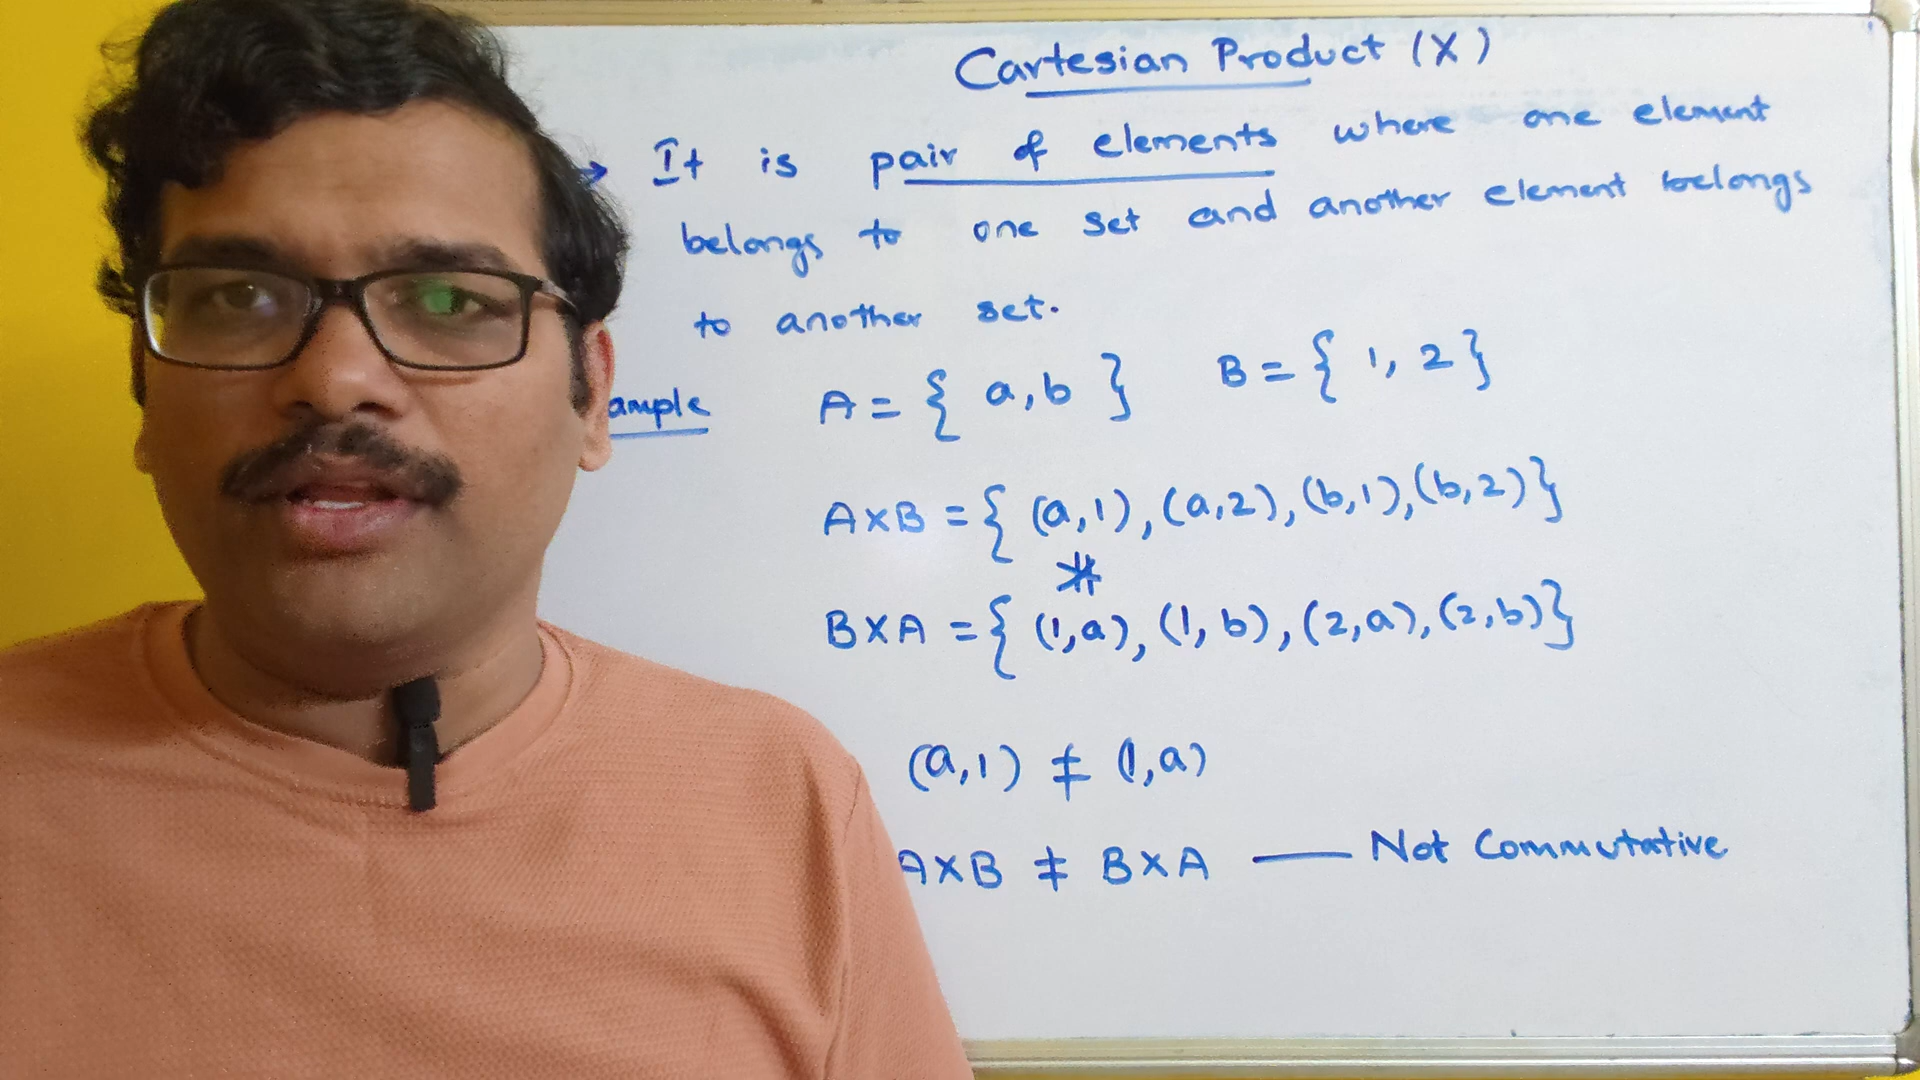 Cartesian Product (X)
→ It is pair of elements where one element
belongs to one set and another element belongs
to another set.
ample A = { a, b } B = { 1, 2 }
A X B = { (a, 1), (a, 2), (b, 1), (b, 2) }
B X A = { (1, a), (1, b), (2, a), (2, b) }
(a, 1) ≠ (1, a)
A X B ≠ B X A — Not Commutative